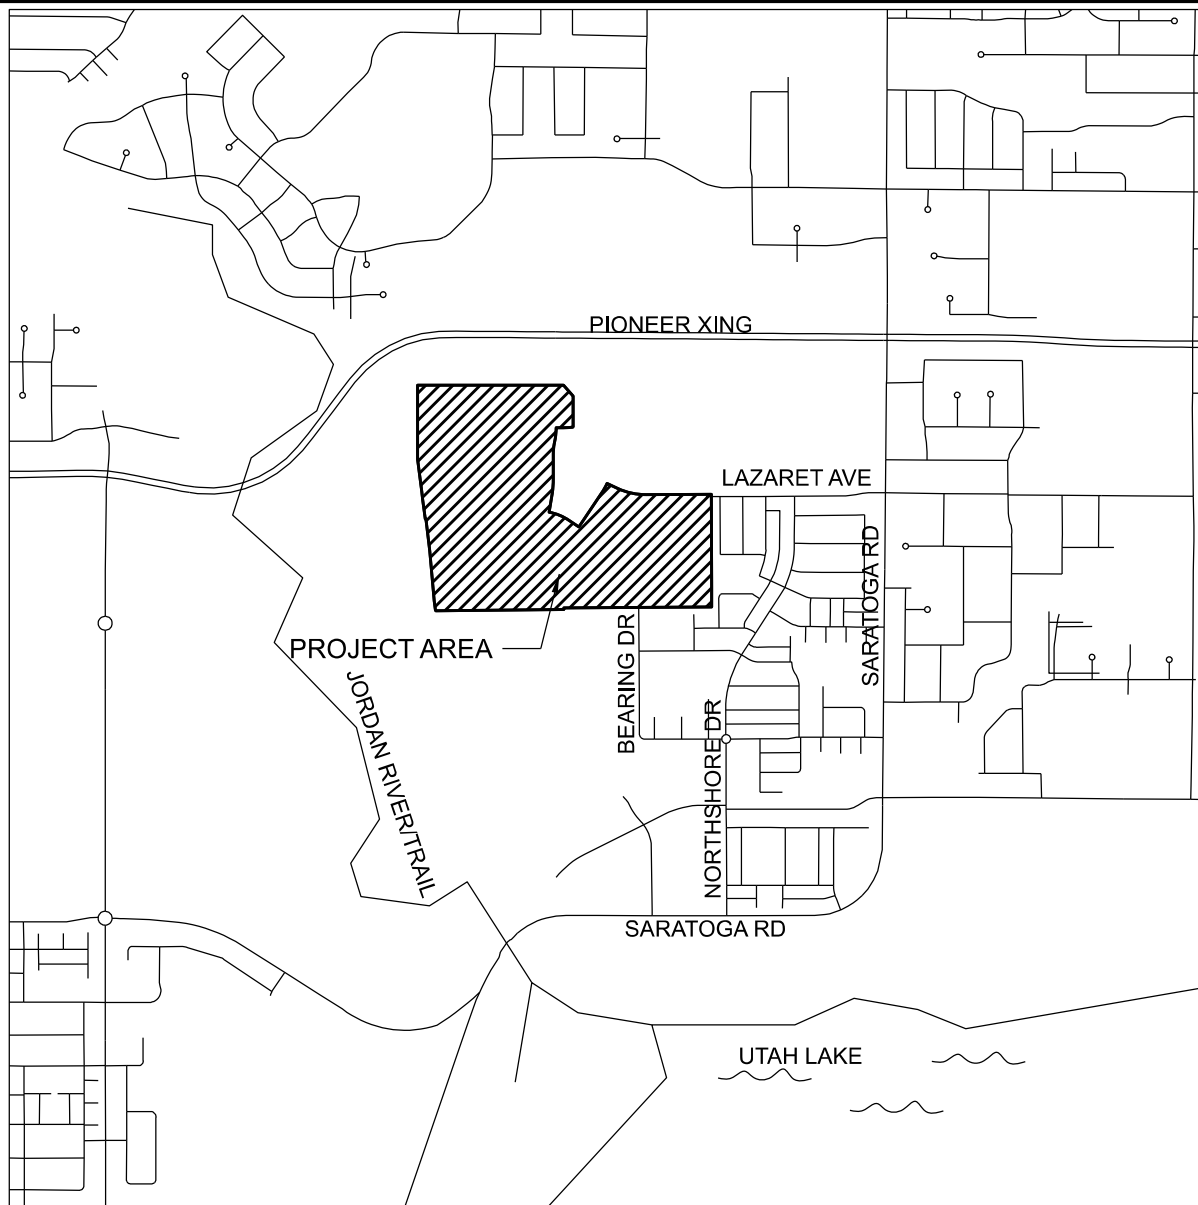 PIONEER XING
LAZARET AVE
SARATOGA RD
PROJECT AREA
BEARING DR
JORDAN RIVER/TRAIL
NORTHSHORE DR
SARATOGA RD
UTAH LAKE